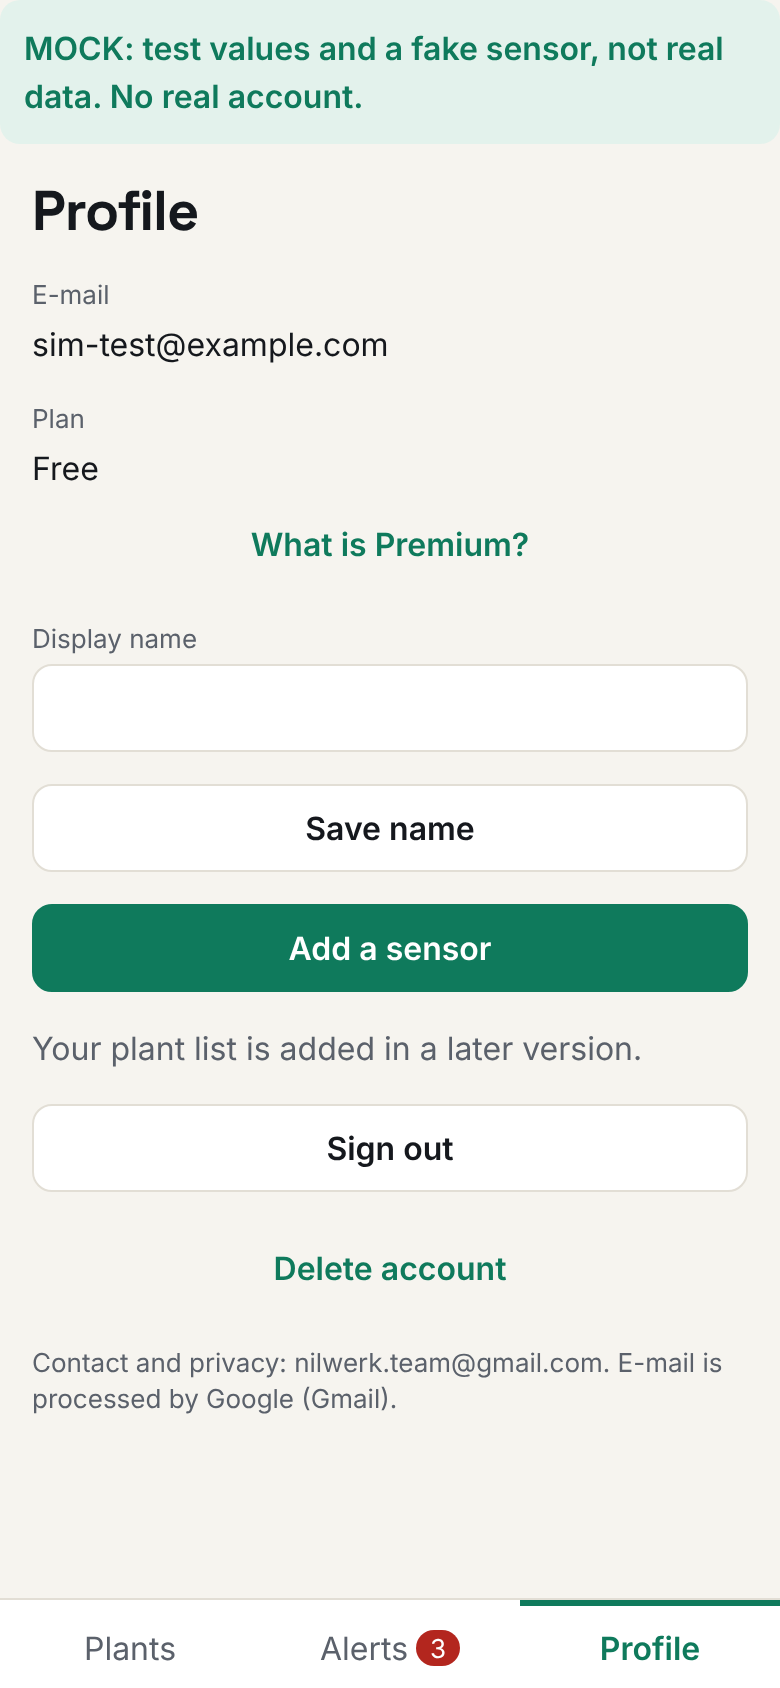 MOCK: test values and a fake sensor, not real
data. No real account.
Profile
E-mail
sim-test@example.com
Plan
Free
What is Premium?
Display name
Save name
Add a sensor
Your plant list is added in a later version.
Sign out
Delete account
Contact and privacy: nilwerk.team@gmail.com. E-mail is
processed by Google (Gmail).
Plants
Alerts 3
Profile